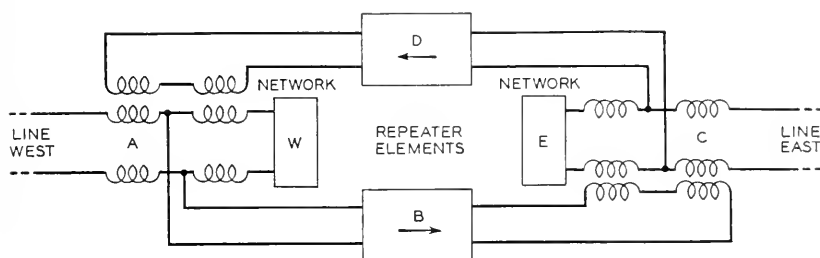 D
NETWORK
NETWORK
LINE
WEST
A
W
REPEATER
ELEMENTS
E
C
LINE
EAST
B